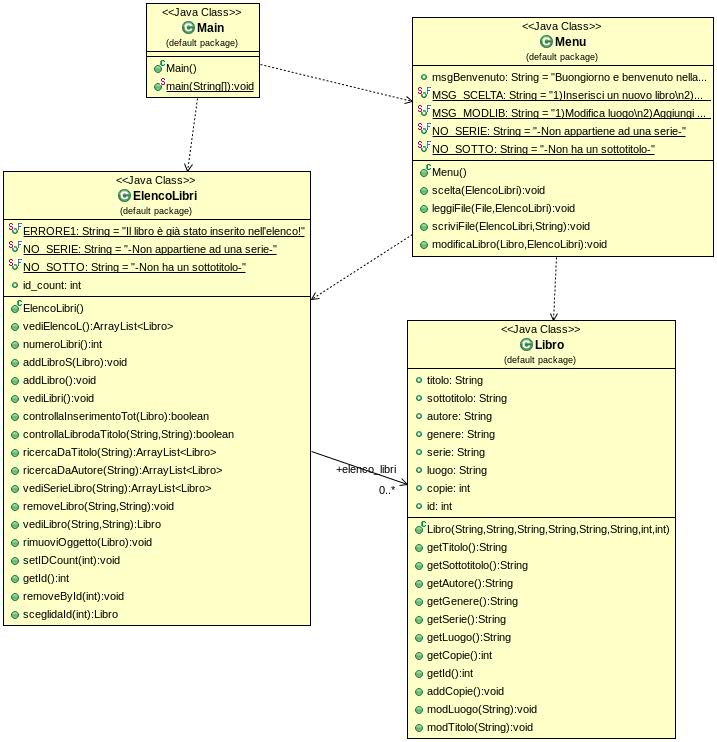 <<Java Class>>
Main
(default package)
Main()
main(String[]):void
<<Java Class>>
Menu
(default package)
msgBenvenuto: String = "Buongiorno e benvenuto nella...
MSG_SCELTA: String = "1)Inserisci un nuovo libro\n2)...
MSG_MODLIB: String = "1)Modifica luogo\n2)Aggiungi ...
NO_SERIE: String = "-Non appartiene ad una serie-"
NO_SOTTO: String = "-Non ha un sottotitolo-"
Menu()
scelta(ElencoLibri):void
leggiFile(File,ElencoLibri):void
scriviFile(ElencoLibri,String):void
modificaLibro(Libro,ElencoLibri):void
<<Java Class>>
ElencoLibri
(default package)
ERRORE1: String = "Il libro è già stato inserito nell'elenco!"
NO_SERIE: String = "-Non appartiene ad una serie-"
NO_SOTTO: String = "-Non ha un sottotitolo-"
id_count: int
ElencoLibri()
vediElencoL():ArrayList<Libro>
numeroLibri():int
addLibroS(Libro):void
addLibro():void
vediLibri():void
controllaInserimentoTot(Libro):boolean
controllaLibrodaTitolo(String,String):boolean
ricercaDaTitolo(String):ArrayList<Libro>
ricercaDaAutore(String):ArrayList<Libro>
vediSerieLibro(String):ArrayList<Libro>
removeLibro(String,String):void
vediLibro(String,String):Libro
rimuoviOggetto(Libro):void
setIDCount(int):void
getId():int
removeById(int):void
sceglidaId(int):Libro
+elenco_libri
0..*
<<Java Class>>
Libro
(default package)
titolo: String
sottotitolo: String
autore: String
genere: String
serie: String
luogo: String
copie: int
id: int
Libro(String,String,String,String,String,String,int,int)
getTitolo():String
getSottotitolo():String
getAutore():String
getGenere():String
getSerie():String
getLuogo():String
getCopie():int
getId():int
addCopie():void
modLuogo(String):void
modTitolo(String):void